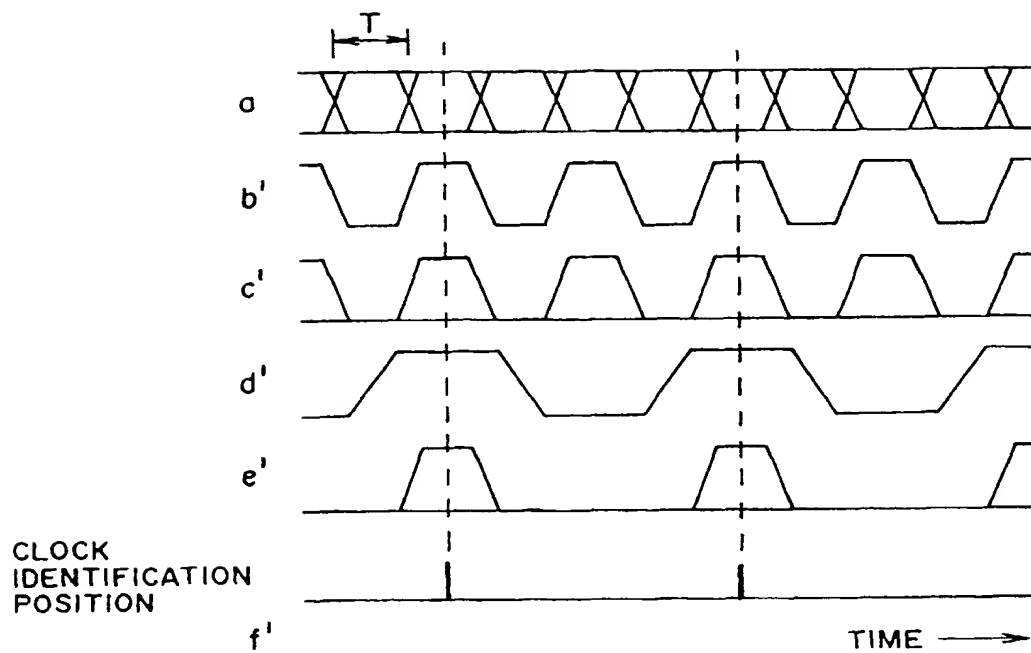 T
a
b'
c'
d'
e'
CLOCK
IDENTIFICATION
POSITION
f'
TIME